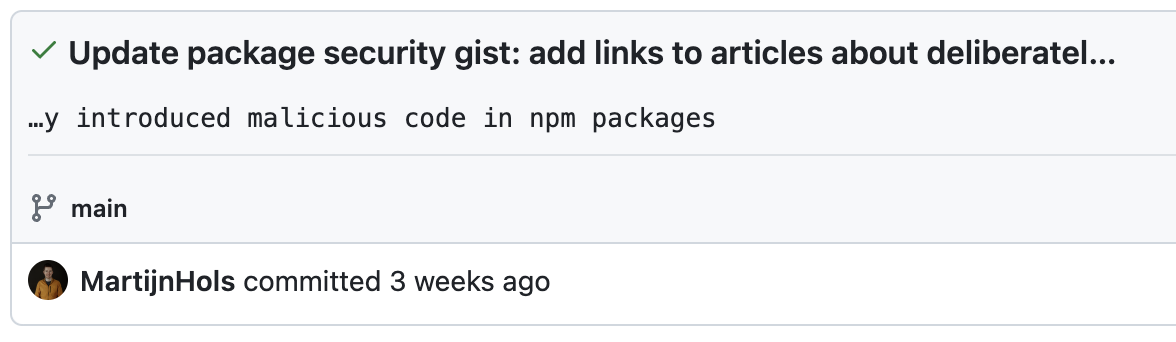 Update package security gist: add links to articles about deliberatel...
…y introduced malicious code in npm packages
main
MartijnHols committed 3 weeks ago